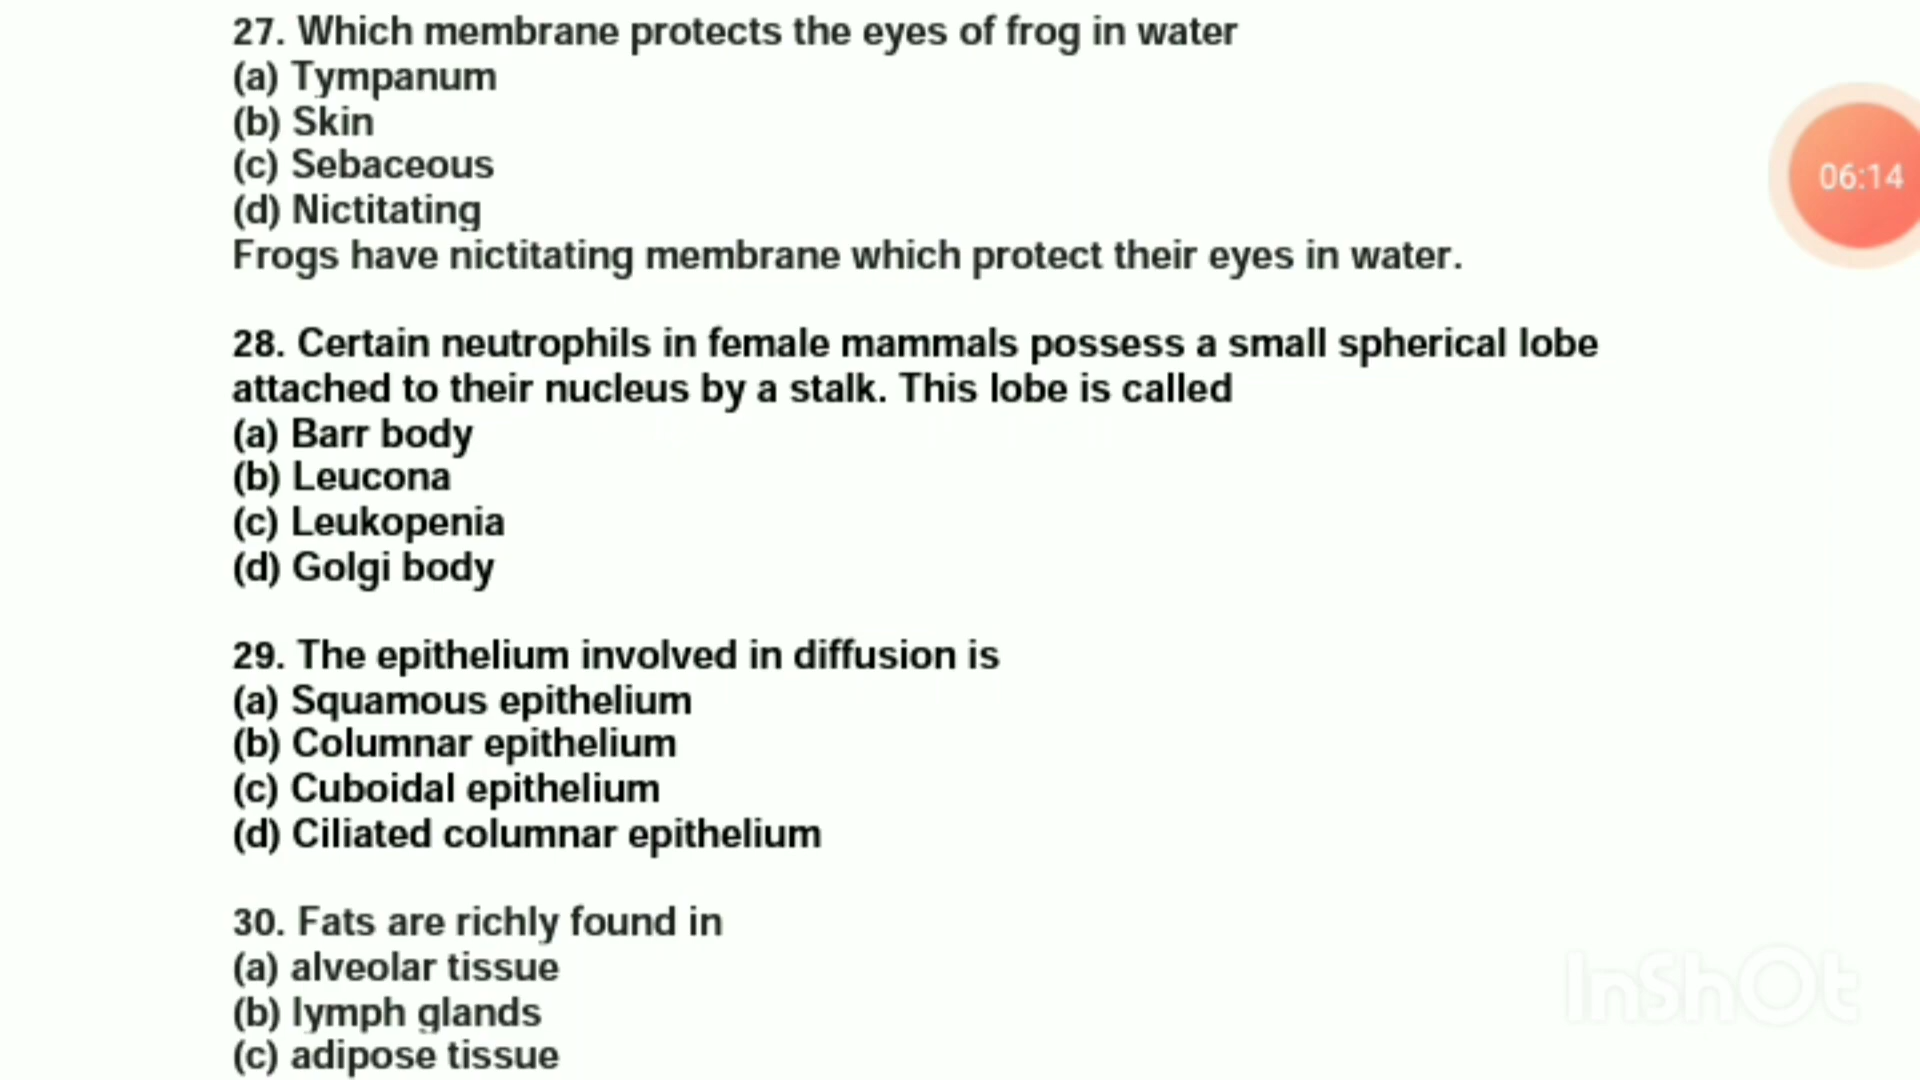 27. Which membrane protects the eyes of frog in water
(a) Tympanum
(b) Skin
(c) Sebaceous
(d) Nictitating
Frogs have nictitating membrane which protect their eyes in water.
06:14
28. Certain neutrophils in female mammals possess a small spherical lobe
attached to their nucleus by a stalk. This lobe is called
(a) Barr body
(b) Leucona
(c) Leukopenia
(d) Golgi body
29. The epithelium involved in diffusion is
(a) Squamous epithelium
(b) Columnar epithelium
(c) Cuboidal epithelium
(d) Ciliated columnar epithelium
30. Fats are richly found in
(a) alveolar tissue
(b) lymph glands
(c) adipose tissue
InShOt